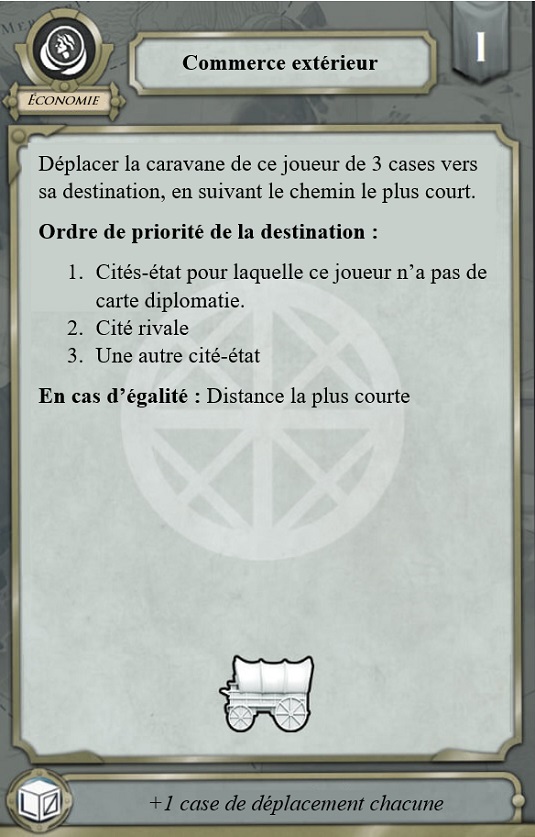 Commerce extérieur
I
ÉCONOMIE
Déplacer la caravane de ce joueur de 3 cases vers
sa destination, en suivant le chemin le plus court.
Ordre de priorité de la destination :
1. Cités-état pour laquelle ce joueur n’a pas de
carte diplomatie.
2. Cité rivale
3. Une autre cité-état
En cas d’égalité : Distance la plus courte
+1 case de déplacement chacune